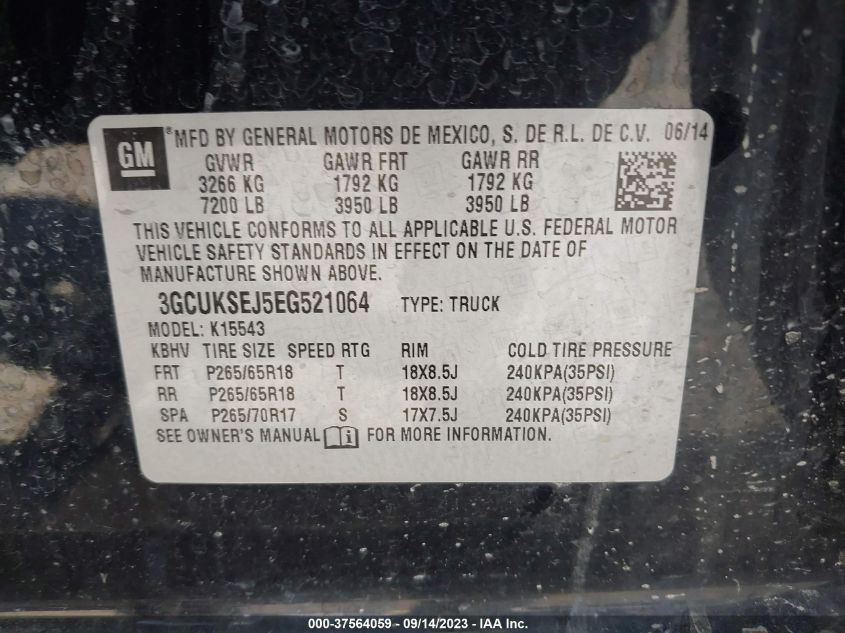 GM
®MFD BY GENERAL MOTORS DE MEXICO, S. DE R.L. DE C.V. 06/14
GVWR GAWR FRT GAWR RR
3266 KG 1792 KG 1792 KG
7200 LB 3950 LB 3950 LB
THIS VEHICLE CONFORMS TO ALL APPLICABLE U.S. FEDERAL MOTOR
VEHICLE SAFETY STANDARDS IN EFFECT ON THE DATE OF
MANUFACTURE SHOWN ABOVE.
3GCUKSEJ5EG521064 TYPE: TRUCK
MODEL: K15543
KBHV TIRE SIZE SPEED RTG RIM COLD TIRE PRESSURE
FRT P265/65R18 T 18X8.5J 240KPA(35PSI)
RR P265/65R18 T 18X8.5J 240KPA(35PSI)
SPA P265/70R17 S 17X7.5J 240KPA(35PSI)
SEE OWNER'S MANUAL FOR MORE INFORMATION.
000-37564059 - 09/14/2023 - IAA Inc.